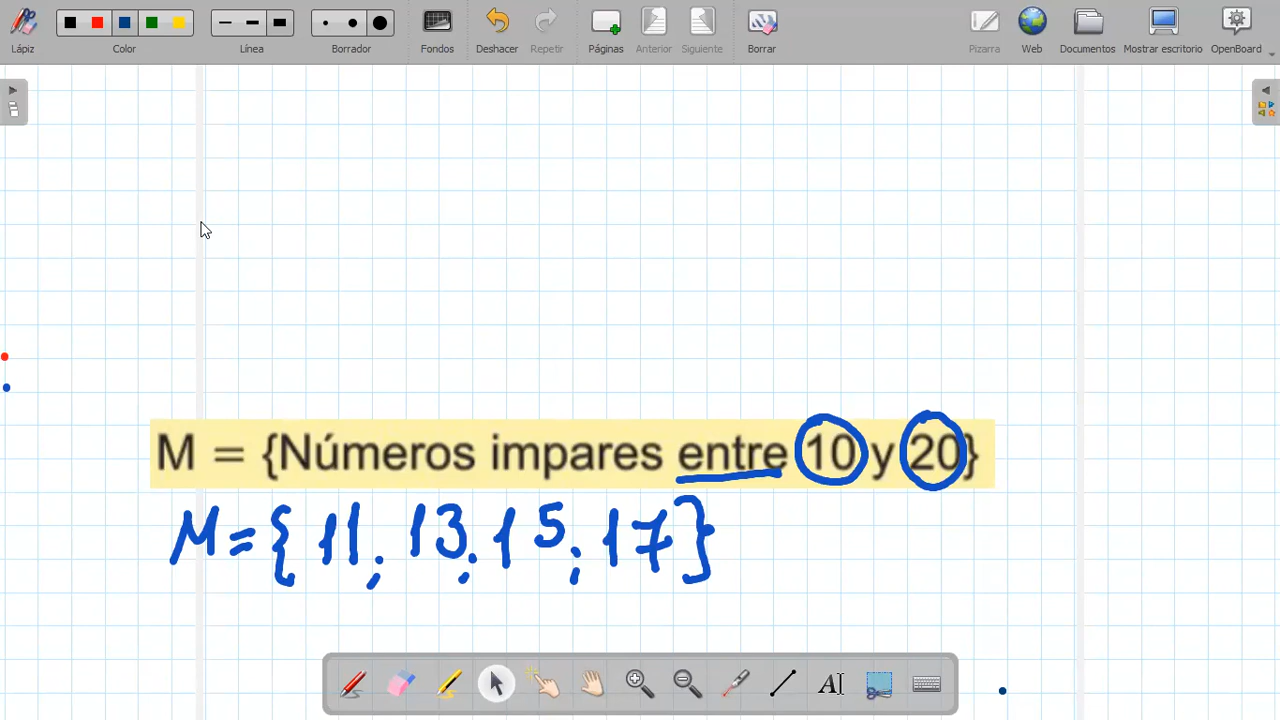 Lápiz
Color
Línea
Borrador
Fondos
Deshacer
Repetir
Páginas
Anterior
Siguiente
Borrar
Pizarra
Web
Documentos
Mostrar escritorio
OpenBoard
M = {Números impares entre 10 y 20}
M={ 11; 13; 15; 17}